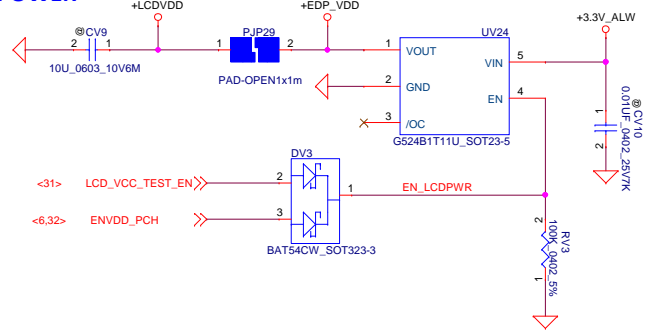 POWER
+LCDVDD
+EDP_VDD
+3.3V_ALW
@CV9
2
1
10U_0603_10V6M
PJP29
1
2
PAD-OPEN1x1m
UV24
1
VOUT
VIN
5
2
GND
EN
4
3
/OC
G524B1T11U_SOT23-5
@CV10
0.01UF_0402_25V7K
1
2
DV3
<31>
LCD_VCC_TEST_EN
2
1
EN_LCDPWR
<6,32>
ENVDD_PCH
3
BAT54CW_SOT323-3
2
RV3
100K_0402_5%
1